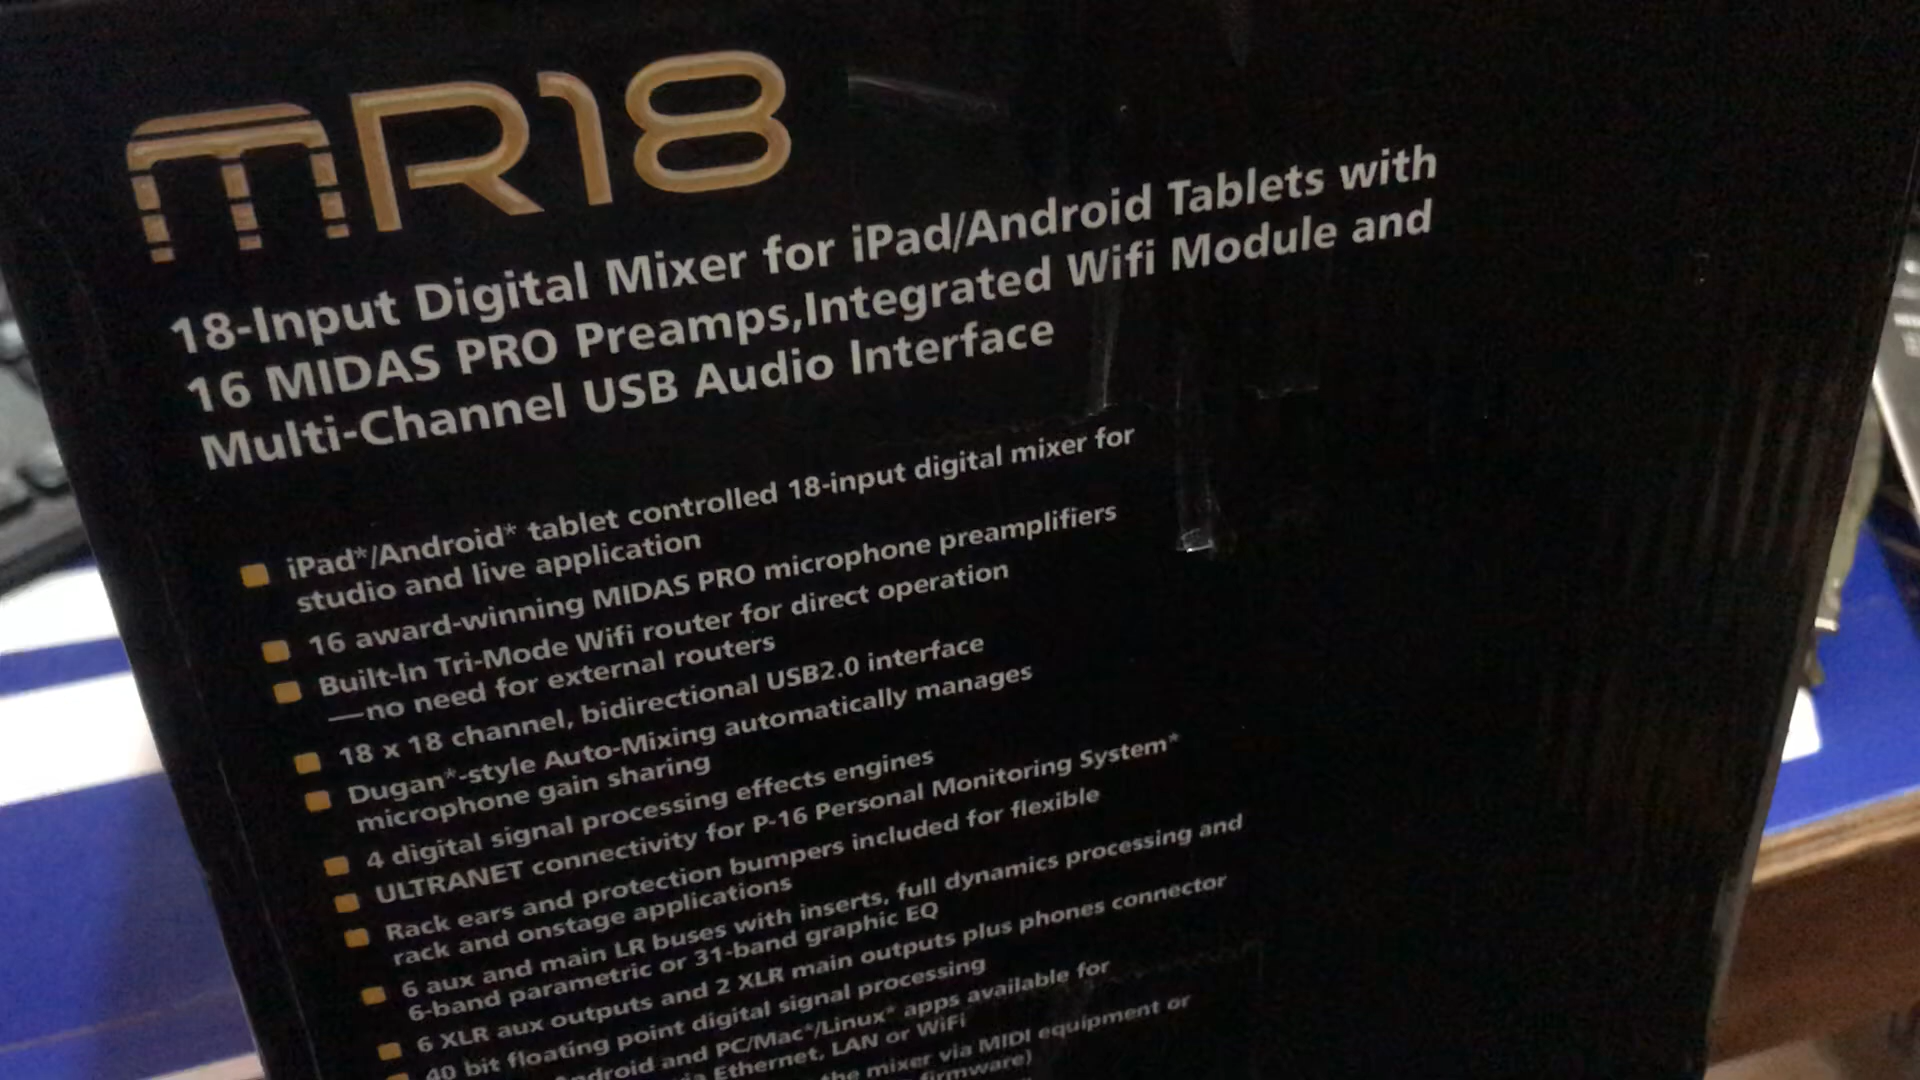 MR18
18-Input Digital Mixer for iPad/Android Tablets with
16 MIDAS PRO Preamps,Integrated Wifi Module and
Multi-Channel USB Audio Interface
iPad*/Android* tablet controlled 18-input digital mixer for
studio and live application
16 award-winning MIDAS PRO microphone preamplifiers
Built-In Tri-Mode Wifi router for direct operation
—no need for external routers
18 x 18 channel, bidirectional USB2.0 interface
Dugan*-style Auto-Mixing automatically manages
microphone gain sharing
4 digital signal processing effects engines
ULTRANET connectivity for P-16 Personal Monitoring System*
Rack ears and protection bumpers included for flexible
rack and onstage applications
6 aux and main LR buses with inserts, full dynamics processing and
6-band parametric or 31-band graphic EQ
6 XLR aux outputs and 2 XLR main outputs plus phones connector
40 bit floating point digital signal processing
and PC/Mac*/Linux* apps available for
Ethernet, LAN or WiFi
the mixer via MIDI equipment or
firmware)